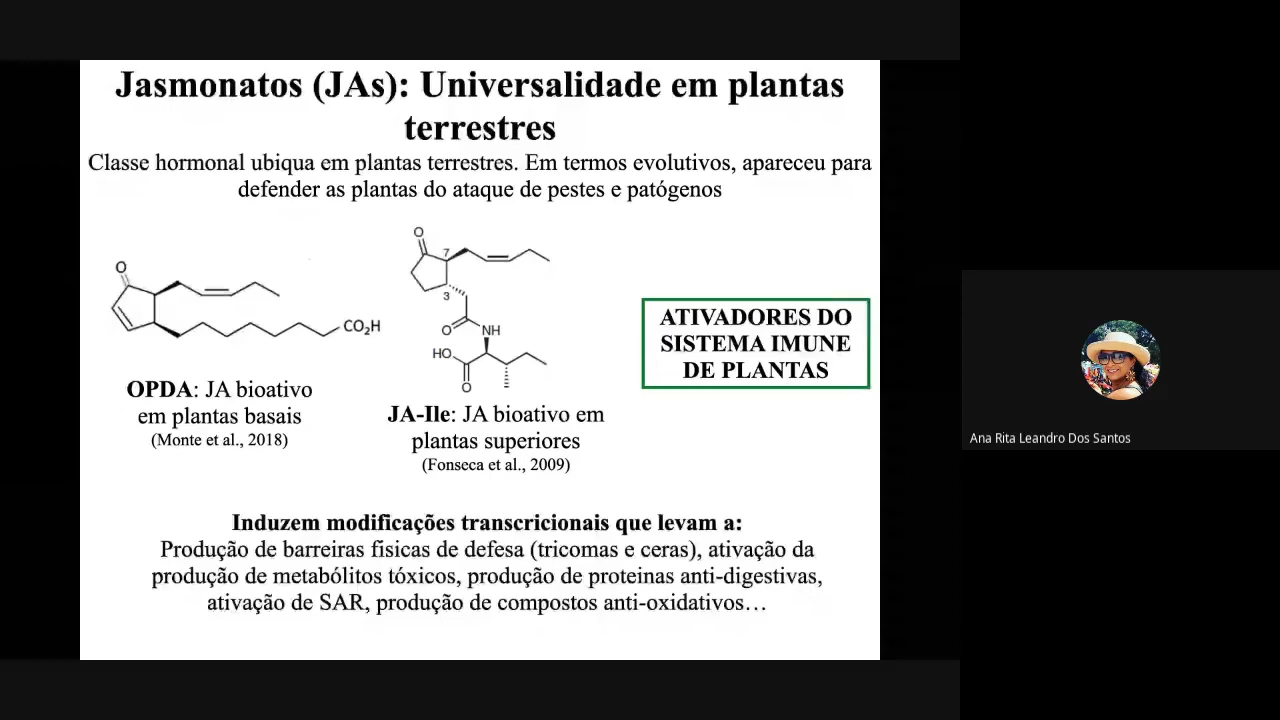 Jasmonatos (JAs): Universalidade em plantas
terrestres
Classe hormonal ubiqua em plantas terrestres. Em termos evolutivos, apareceu para
defender as plantas do ataque de pestes e patógenos
O
CO₂H
O
7
3
O
NH
HO
O
OPDA: JA bioativo
em plantas basais
(Monte et al., 2018)
JA-Ile: JA bioativo em
plantas superiores
(Fonseca et al., 2009)
ATIVADORES DO
SISTEMA IMUNE
DE PLANTAS
Induzem modificações transcricionais que levam a:
Produção de barreiras fisicas de defesa (tricomas e ceras), ativação da
produção de metabólitos tóxicos, produção de proteinas anti-digestivas,
ativação de SAR, produção de compostos anti-oxidativos…
Ana Rita Leandro Dos Santos